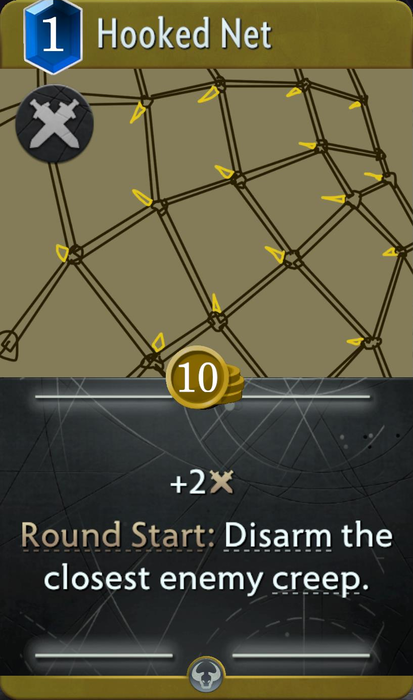 1
Hooked Net
10
+2
Round Start: Disarm the
closest enemy creep.